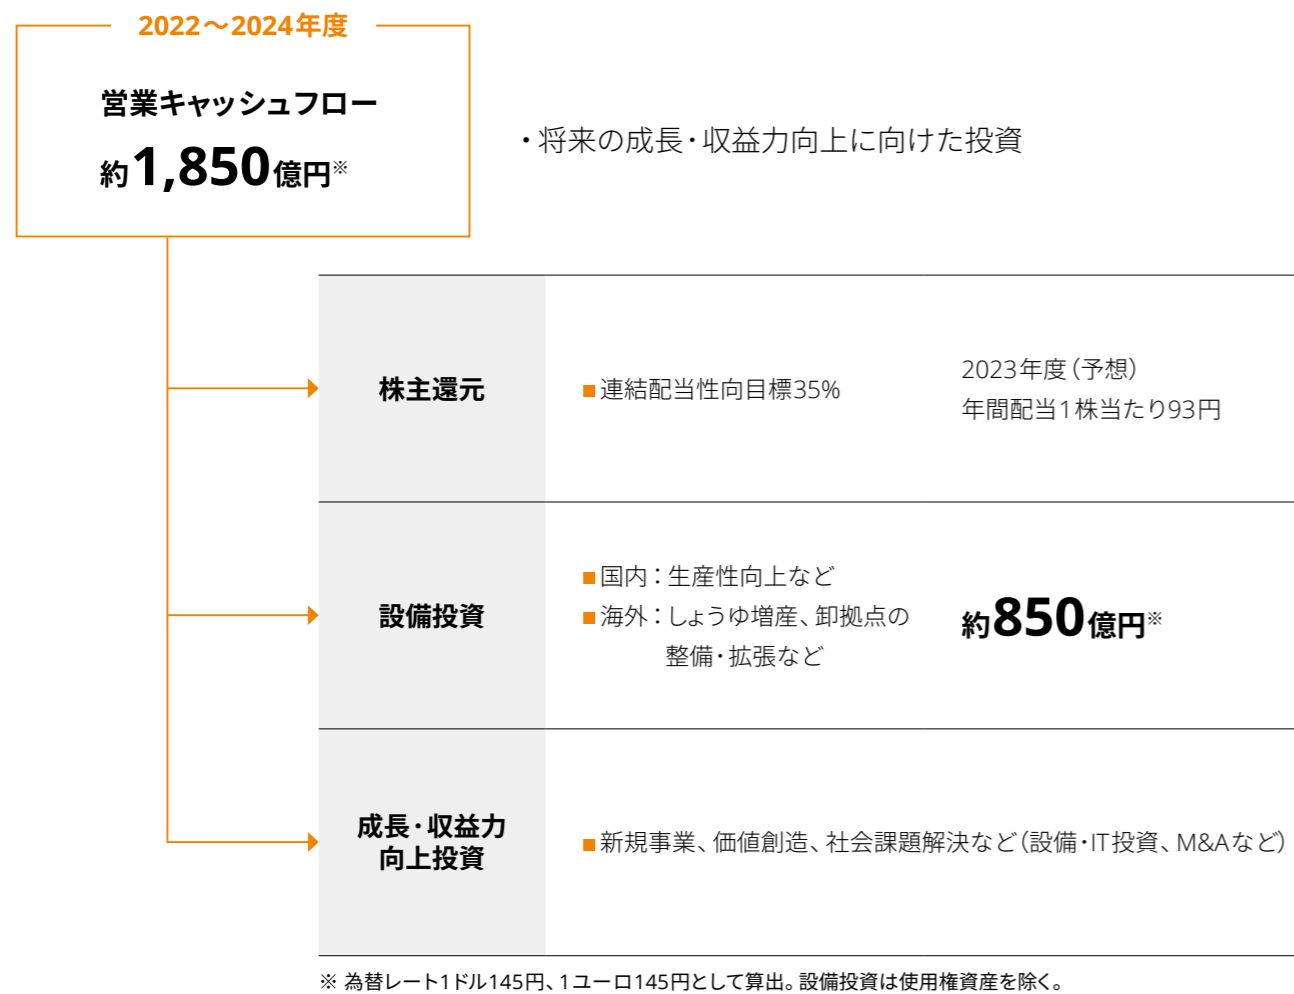 2022～2024年度
営業キャッシュフロー
約1,850億円※
・将来の成長・収益力向上に向けた投資
株主還元
■連結配当性向目標35%
2023年度（予想）
年間配当1株当たり93円
設備投資
■国内：生産性向上など
■海外：しょうゆ増産、卸拠点の
整備・拡張など
約850億円※
成長・収益力
向上投資
■新規事業、価値創造、社会課題解決など（設備・IT投資、M&Aなど）
※ 為替レート1ドル145円、1ユーロ145円として算出。設備投資は使用権資産を除く。